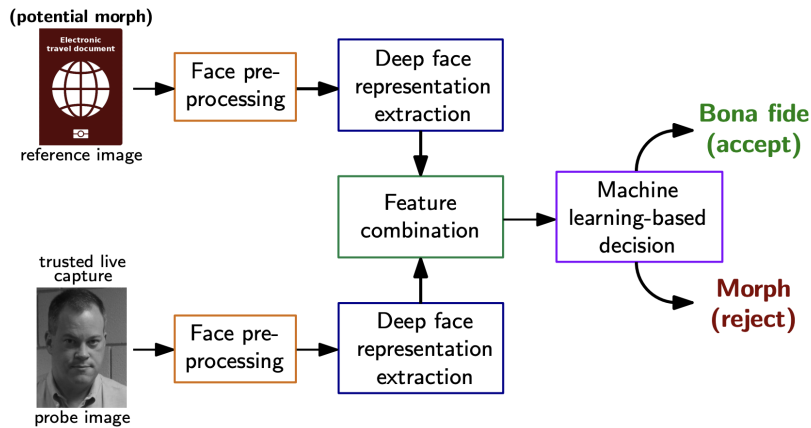 (potential morph)
Electronic
travel document
reference image
Face pre-
processing
Deep face
representation
extraction
Feature
combination
Machine
learning-based
decision
Bona fide
(accept)
Morph
(reject)
trusted live
capture
probe image
Face pre-
processing
Deep face
representation
extraction